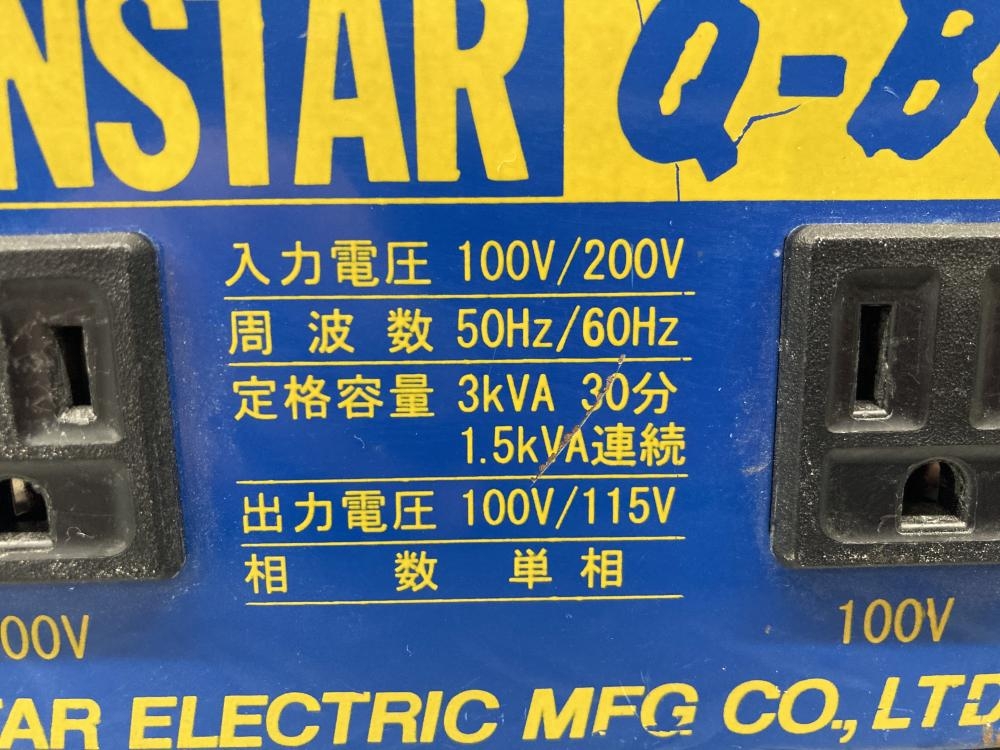 NSTAR Q-B
入力電圧 100V/200V
周波数 50Hz/60Hz
定格容量 3kVA 30分
1.5kVA連続
出力電圧 100V/115V
相数 単相
00V
100V
TAR ELECTRIC MFG CO., LTD